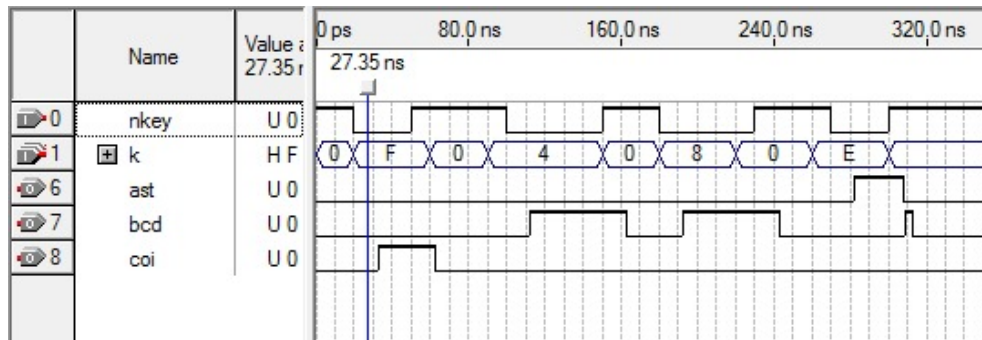 Name
Value a
27.35 r
0 ps 80.0 ns 160.0 ns 240.0 ns 320.0 ns
27.35 ns
0 nkey U 0
1 k H F 0 F 0 4 0 8 0 E
6 ast U 0
7 bcd U 0
8 coi U 0